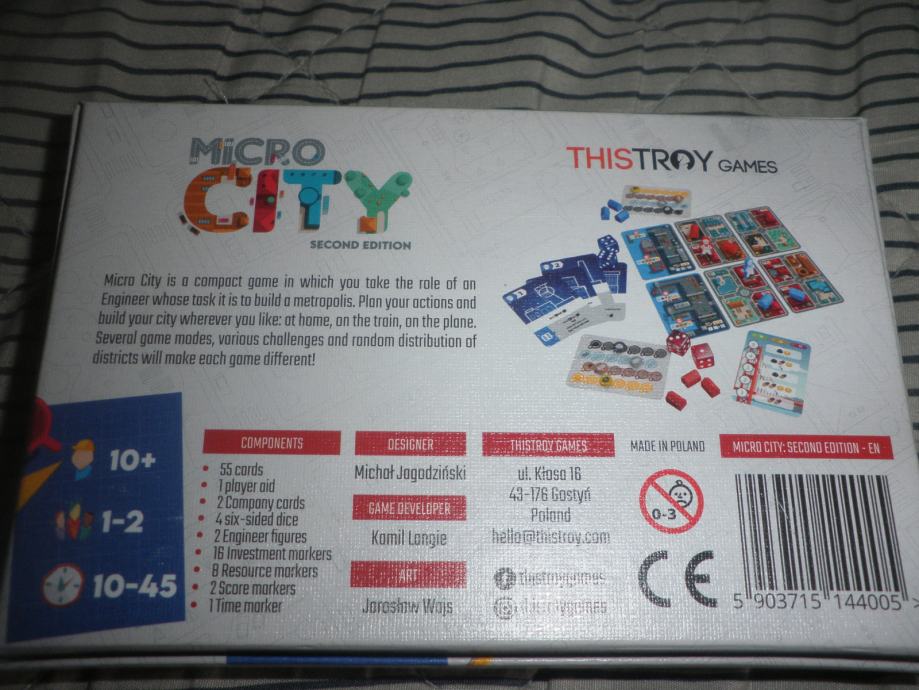 MiCRO
CITY
SECOND EDITION
THISTROY GAMES
Micro City is a compact game in which you take the role of an
Engineer whose task it is to build a metropolis. Plan your actions and
build your city wherever you like: at home, on the train, on the plane.
Several game modes, various challenges and random distribution of
districts will make each game different!
10+
1-2
10-45
COMPONENTS
55 cards
1 player aid
2 Company cards
4 six-sided dice
2 Engineer figures
16 Investment markers
8 Resource markers
2 Score markers
1 Time marker
DESIGNER
Michał Jagodziński
GAME DEVELOPER
Kamil Langie
ART
Jarosław Wajs
THISTROY GAMES
ul. Kłosa 16
43-176 Gostyń
Poland
hello@thistroy.com
Thistroygames
MADE IN POLAND
0-3
CE
MICRO CITY: SECOND EDITION - EN
5 903715 144005 >